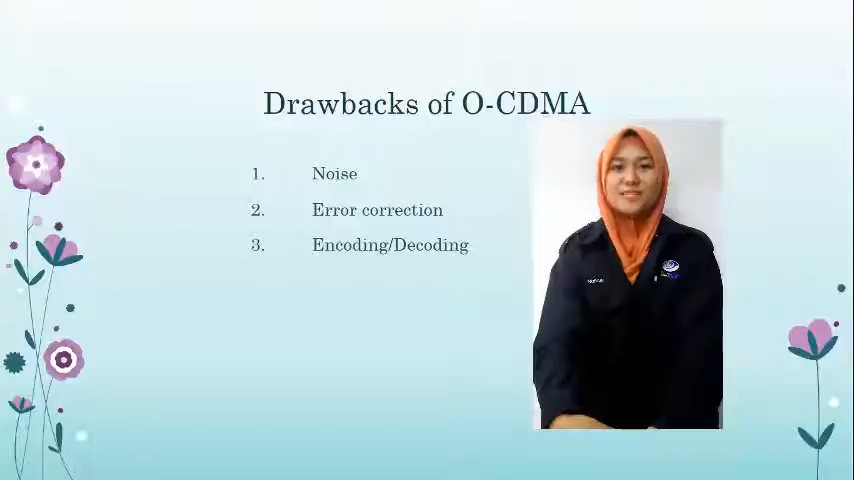 Drawbacks of O-CDMA
1. Noise
2. Error correction
3. Encoding/Decoding